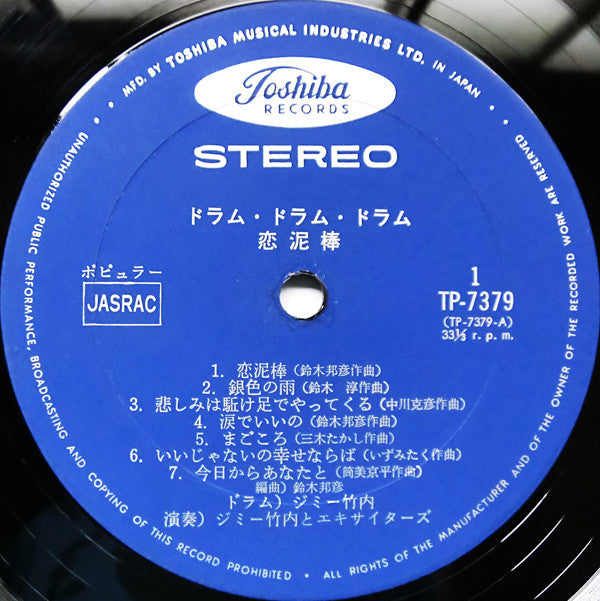 • MFD. BY TOSHIBA MUSICAL INDUSTRIES LTD. IN JAPAN •
Toshiba
RECORDS
STEREO
ドラム・ドラム・ドラム
恋泥棒
ポピュラー
JASRAC
1
TP-7379
(TP-7379-A)
33⅓ r. p. m.
1. 恋泥棒(鈴木邦彦作曲)
2. 銀色の雨(鈴木 淳作曲)
3. 悲しみは駈け足でやってくる(中川克彦作曲)
4. 涙でいいの(鈴木邦彦作曲)
5. まごころ(三木たかし作曲)
6. いいじゃないの幸せならば(いずみたく作曲)
7. 今日からあなたと(筒美京平作曲)
編曲)鈴木邦彦
ドラム)ジミー竹内
演奏)ジミー竹内とエキサイターズ
UNAUTHORIZED PUBLIC PERFORMANCE, BROADCASTING AND COPYING OF THIS RECORD PROHIBITED • ALL RIGHTS OF THE MANUFACTURER AND OF THE OWNER OF THE RECORDED WORK ARE RESERVED